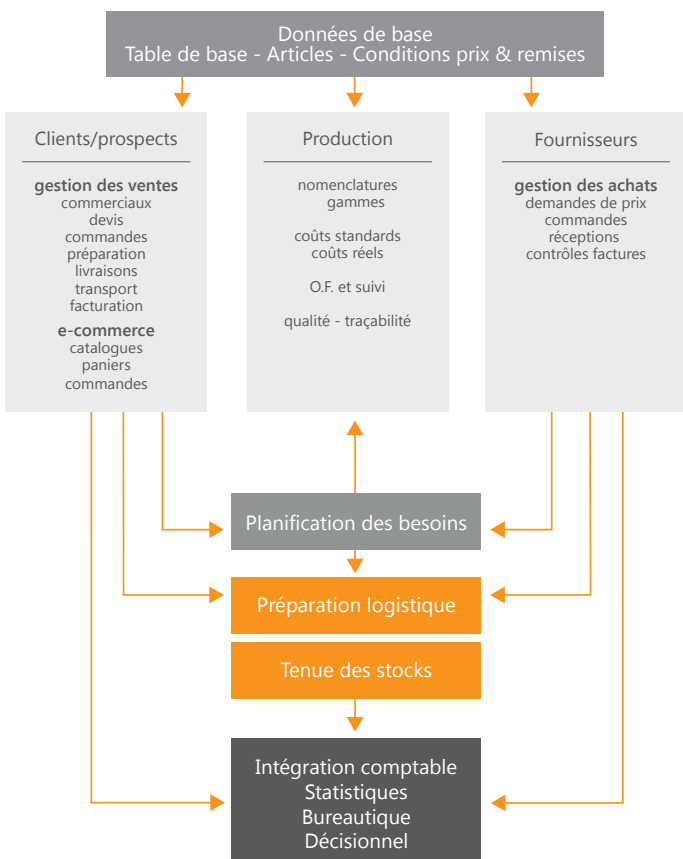 Données de base
Table de base - Articles - Conditions prix & remises
Clients/prospects
gestion des ventes
commerciaux
devis
commandes
préparation
livraisons
transport
facturation
e-commerce
catalogues
paniers
commandes
Production
nomenclatures
gammes
coûts standards
coûts réels
O.F. et suivi
qualité - traçabilité
Fournisseurs
gestion des achats
demandes de prix
commandes
réceptions
contrôles factures
Planification des besoins
Préparation logistique
Tenue des stocks
Intégration comptable
Statistiques
Bureautique
Décisionnel